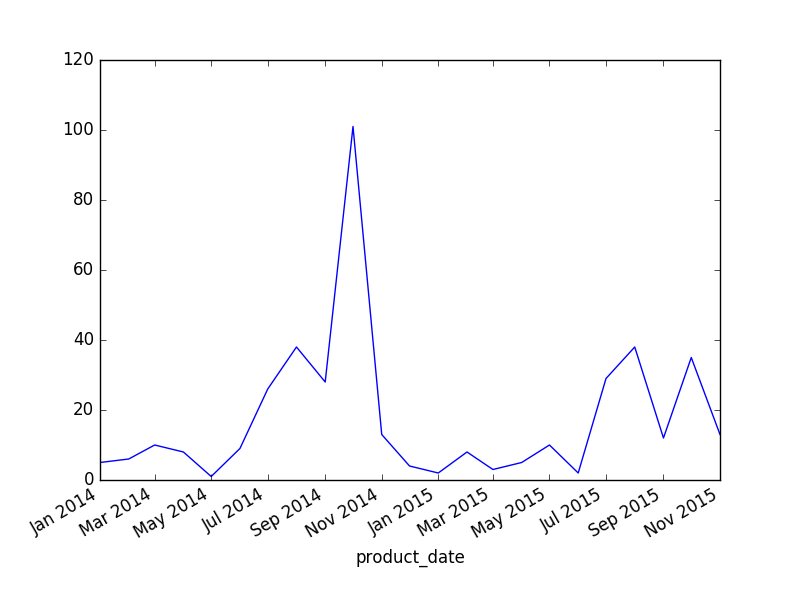 120
100
80
60
40
20
0
Jan 2014
Mar 2014
May 2014
Jul 2014
Sep 2014
Nov 2014
Jan 2015
Mar 2015
May 2015
Jul 2015
Sep 2015
Nov 2015
product_date